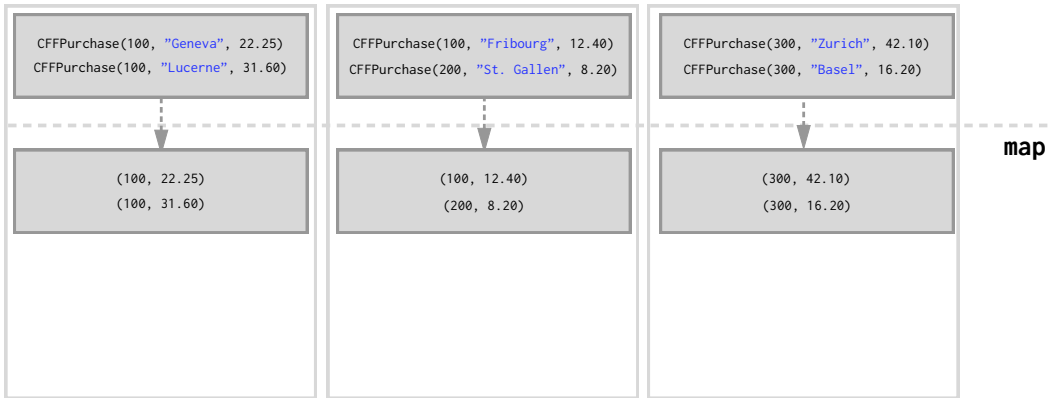 CFFPurchase(100, ”Geneva”, 22.25)
CFFPurchase(100, ”Lucerne”, 31.60)
CFFPurchase(100, ”Fribourg”, 12.40)
CFFPurchase(200, ”St. Gallen”, 8.20)
CFFPurchase(300, ”Zurich”, 42.10)
CFFPurchase(300, ”Basel”, 16.20)
map
(100, 22.25)
(100, 31.60)
(100, 12.40)
(200, 8.20)
(300, 42.10)
(300, 16.20)